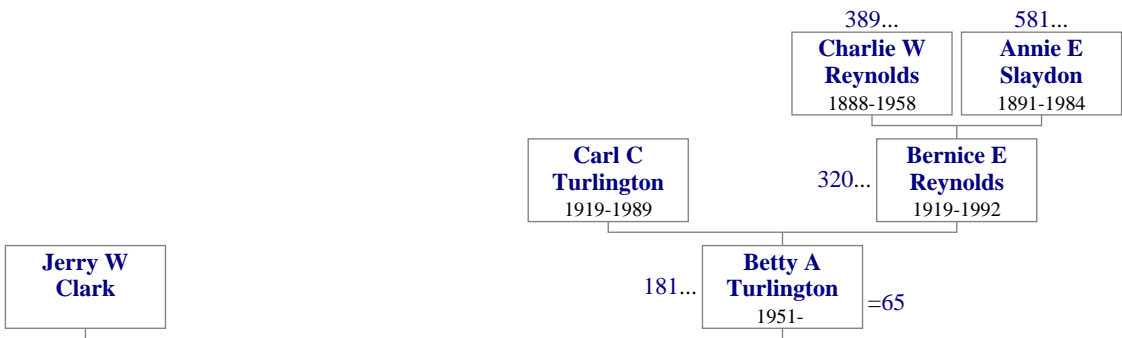 389...
581...
Charlie W
Reynolds
1888-1958
Annie E
Slaydon
1891-1984
Carl C
Turlington
1919-1989
320...
Bernice E
Reynolds
1919-1992
Jerry W
Clark
181...
Betty A
Turlington
1951-
=65